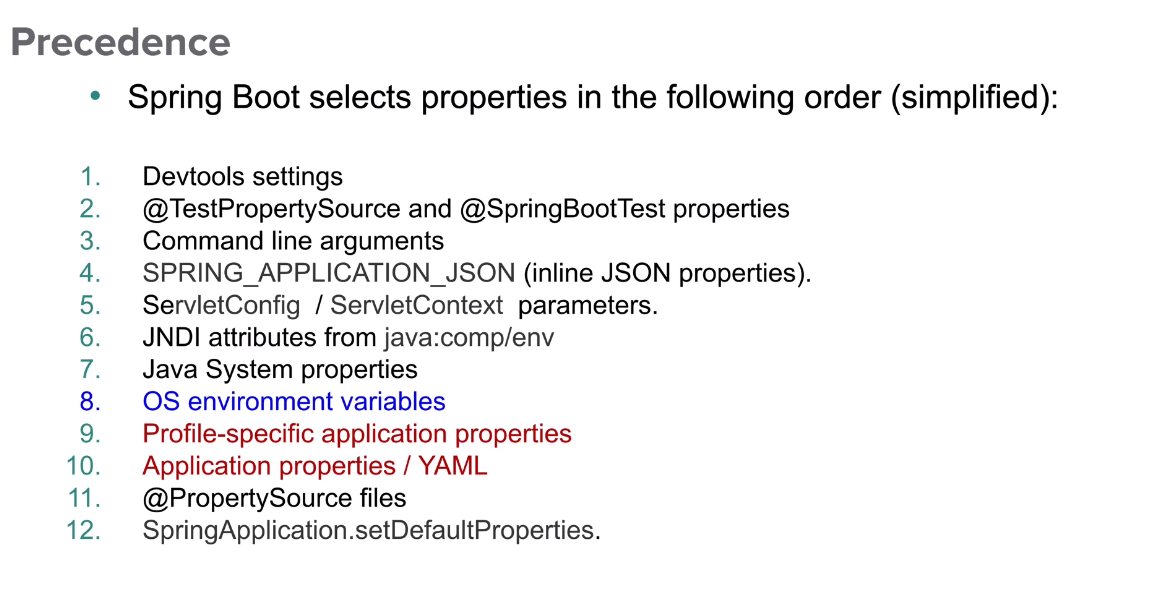 Precedence
• Spring Boot selects properties in the following order (simplified):
1. Devtools settings
2. @TestPropertySource and @SpringBootTest properties
3. Command line arguments
4. SPRING_APPLICATION_JSON (inline JSON properties).
5. ServletConfig / ServletContext parameters.
6. JNDI attributes from java:comp/env
7. Java System properties
8. OS environment variables
9. Profile-specific application properties
10. Application properties / YAML
11. @PropertySource files
12. SpringApplication.setDefaultProperties.